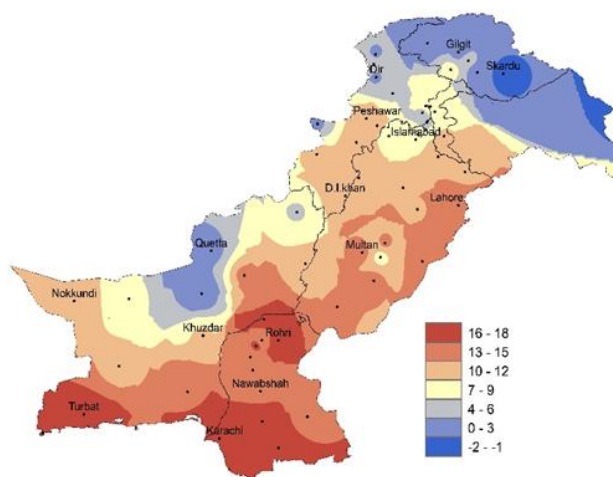 Gilgit
Skardu
Dir
Peshawar
Islamabad
D.I.khan
Lahore
Quetta
Multan
Nokkundi
Khuzdar
Rohri
Nawabshah
Turbat
Karachi
16 - 18
13 - 15
10 - 12
7 - 9
4 - 6
0 - 3
-2 - -1